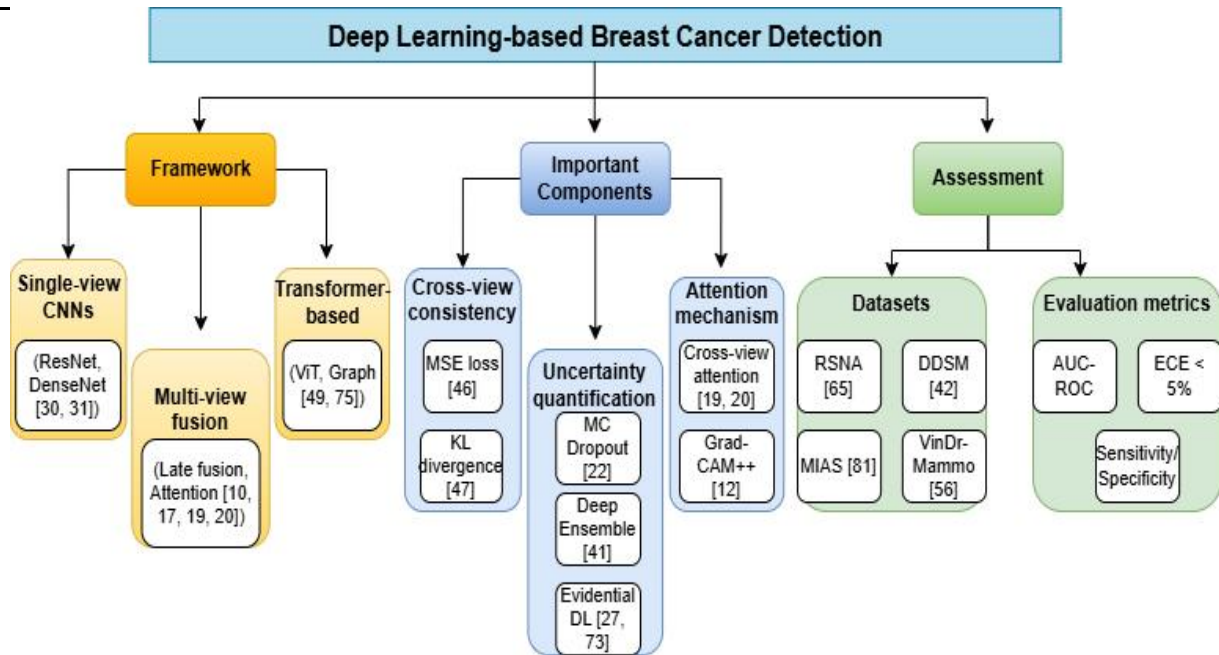 Deep Learning-based Breast Cancer Detection
Framework
Important
Components
Assessment
Single-view
CNNs
(ResNet,
DenseNet
[30, 31])
Multi-view
fusion
(Late fusion,
Attention [10,
17, 19, 20])
Transformer-
based
(ViT, Graph
[49, 75])
Cross-view
consistency
MSE loss
[46]
KL
divergence
[47]
Uncertainty
quantification
MC
Dropout
[22]
Deep
Ensemble
[41]
Evidential
DL [27,
73]
Attention
mechanism
Cross-view
attention
[19, 20]
Grad-
CAM++
[12]
Datasets
RSNA
[65]
DDSM
[42]
MIAS [81]
VinDr-
Mammo
[56]
Evaluation metrics
AUC-
ROC
ECE <
5%
Sensitivity/
Specificity